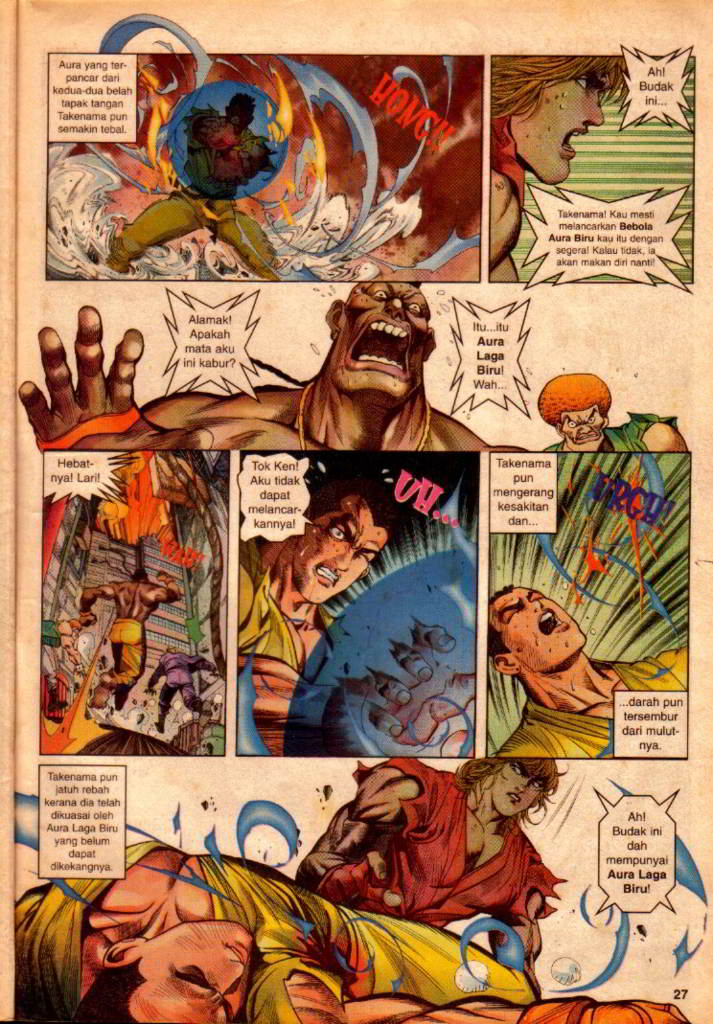 Aura yang ter-
pancar dari
kedua-dua belah
tapak tangan
Takenama pun
semakin tebal.
HONG!!
Ah!
Budak
ini...
Takenama! Kau mesti
melancarkan Bebola
Aura Biru kau itu dengan
segera! Kalau tidak, ia
akan makan diri nanti!
Alamak!
Apakah
mata aku
ini kabur?
Itu...itu
Aura
Laga
Biru!
Wah...
Hebat-
nya! Lari!
Tok Ken!
Aku tidak
dapat
melancar-
kannya!
UH...
Takenama
pun
mengerang
kesakitan
dan...
URGH!
...darah pun
tersembur
dari mulut-
nya.
Takenama pun
jatuh rebah
kerana dia telah
dikuasai oleh
Aura Laga Biru
yang belum
dapat
dikekangnya.
Ah!
Budak ini
dah
mempunyai
Aura Laga
Biru!
27